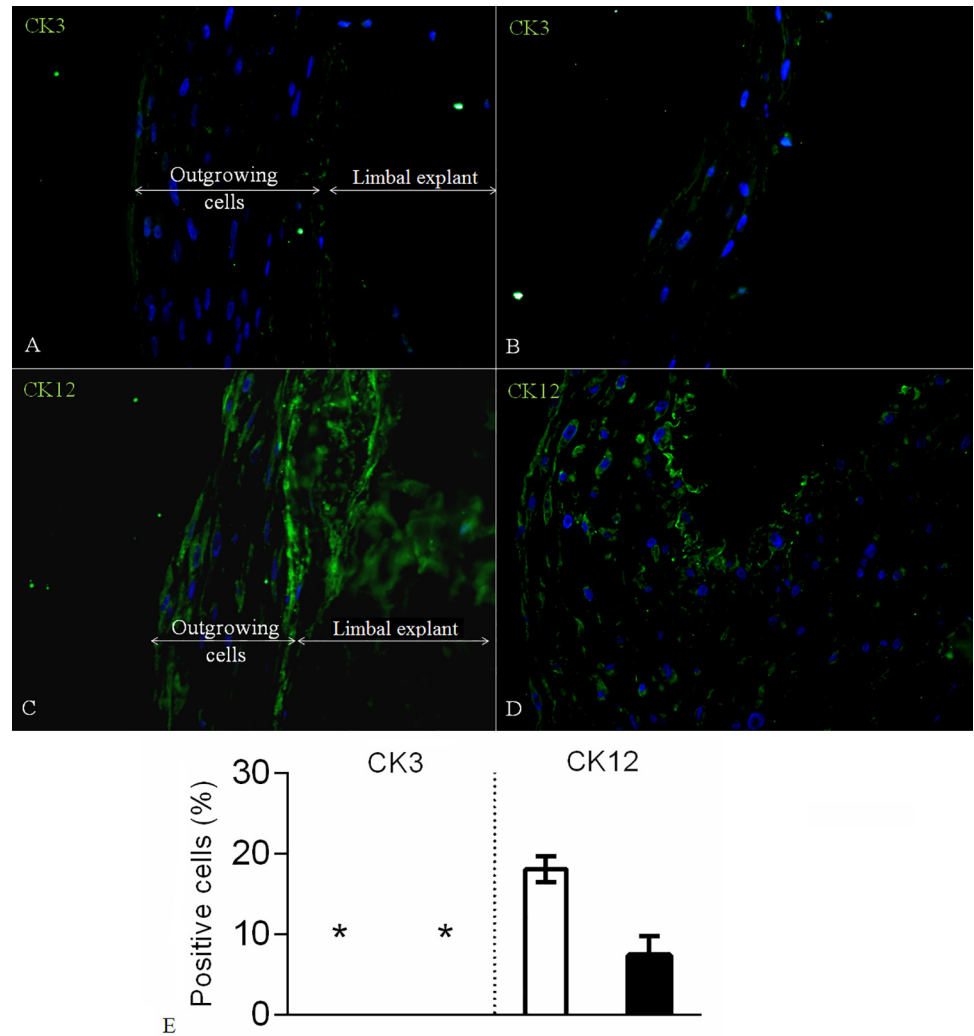 CK3
CK3
Outgrowing
cells
Limbal explant
A
B
CK12
CK12
Outgrowing
cells
Limbal explant
C
D
CK3
CK12
Positive cells (%)
30
20
10
0
*
*
E